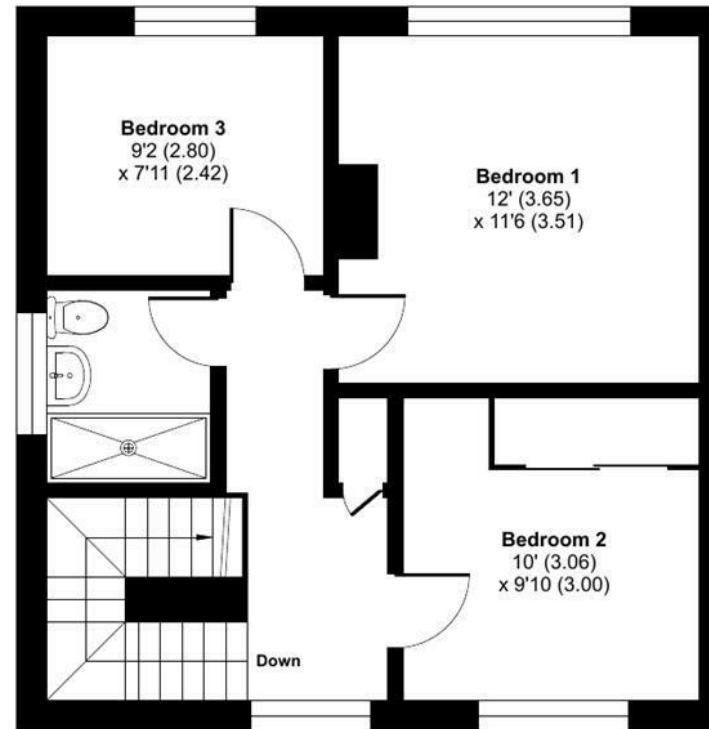 Bedroom 3
9'2 (2.80)
x 7'11 (2.42)
Bedroom 1
12' (3.65)
x 11'6 (3.51)
Bedroom 2
10' (3.06)
x 9'10 (3.00)
Down